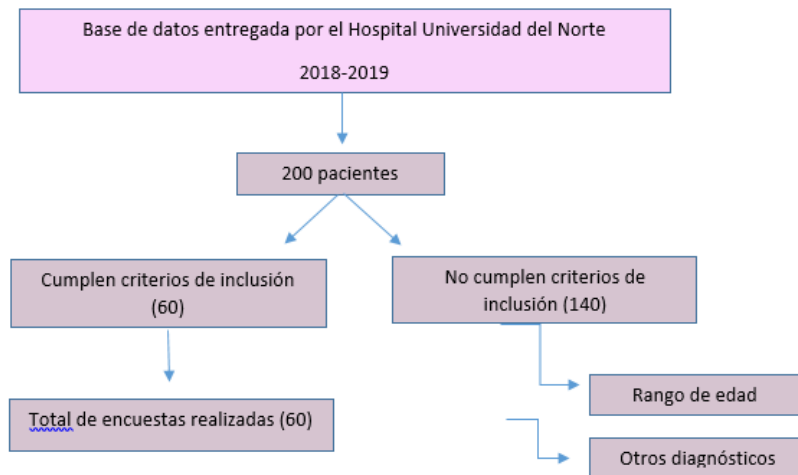 Base de datos entregada por el Hospital Universidad del Norte
2018-2019
200 pacientes
Cumplen criterios de inclusión
(60)
No cumplen criterios de
inclusión (140)
Total de encuestas realizadas (60)
Rango de edad
Otros diagnósticos